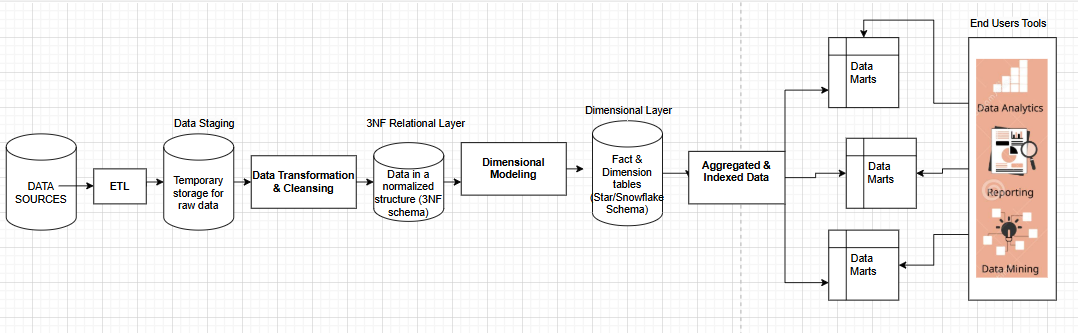 End Users Tools
Data
Marts
Data Analytics
Dimensional Layer
Data Staging
3NF Relational Layer
DATA
SOURCES
ETL
Temporary
storage for
raw data
Data Transformation
& Cleansing
Data in a
normalized
structure (3NF
schema)
Dimensional
Modeling
Fact &
Dimension
tables
(Star/Snowflake
Schema)
Aggregated &
Indexed Data
Data
Marts
Reporting
Data
Marts
Data Mining